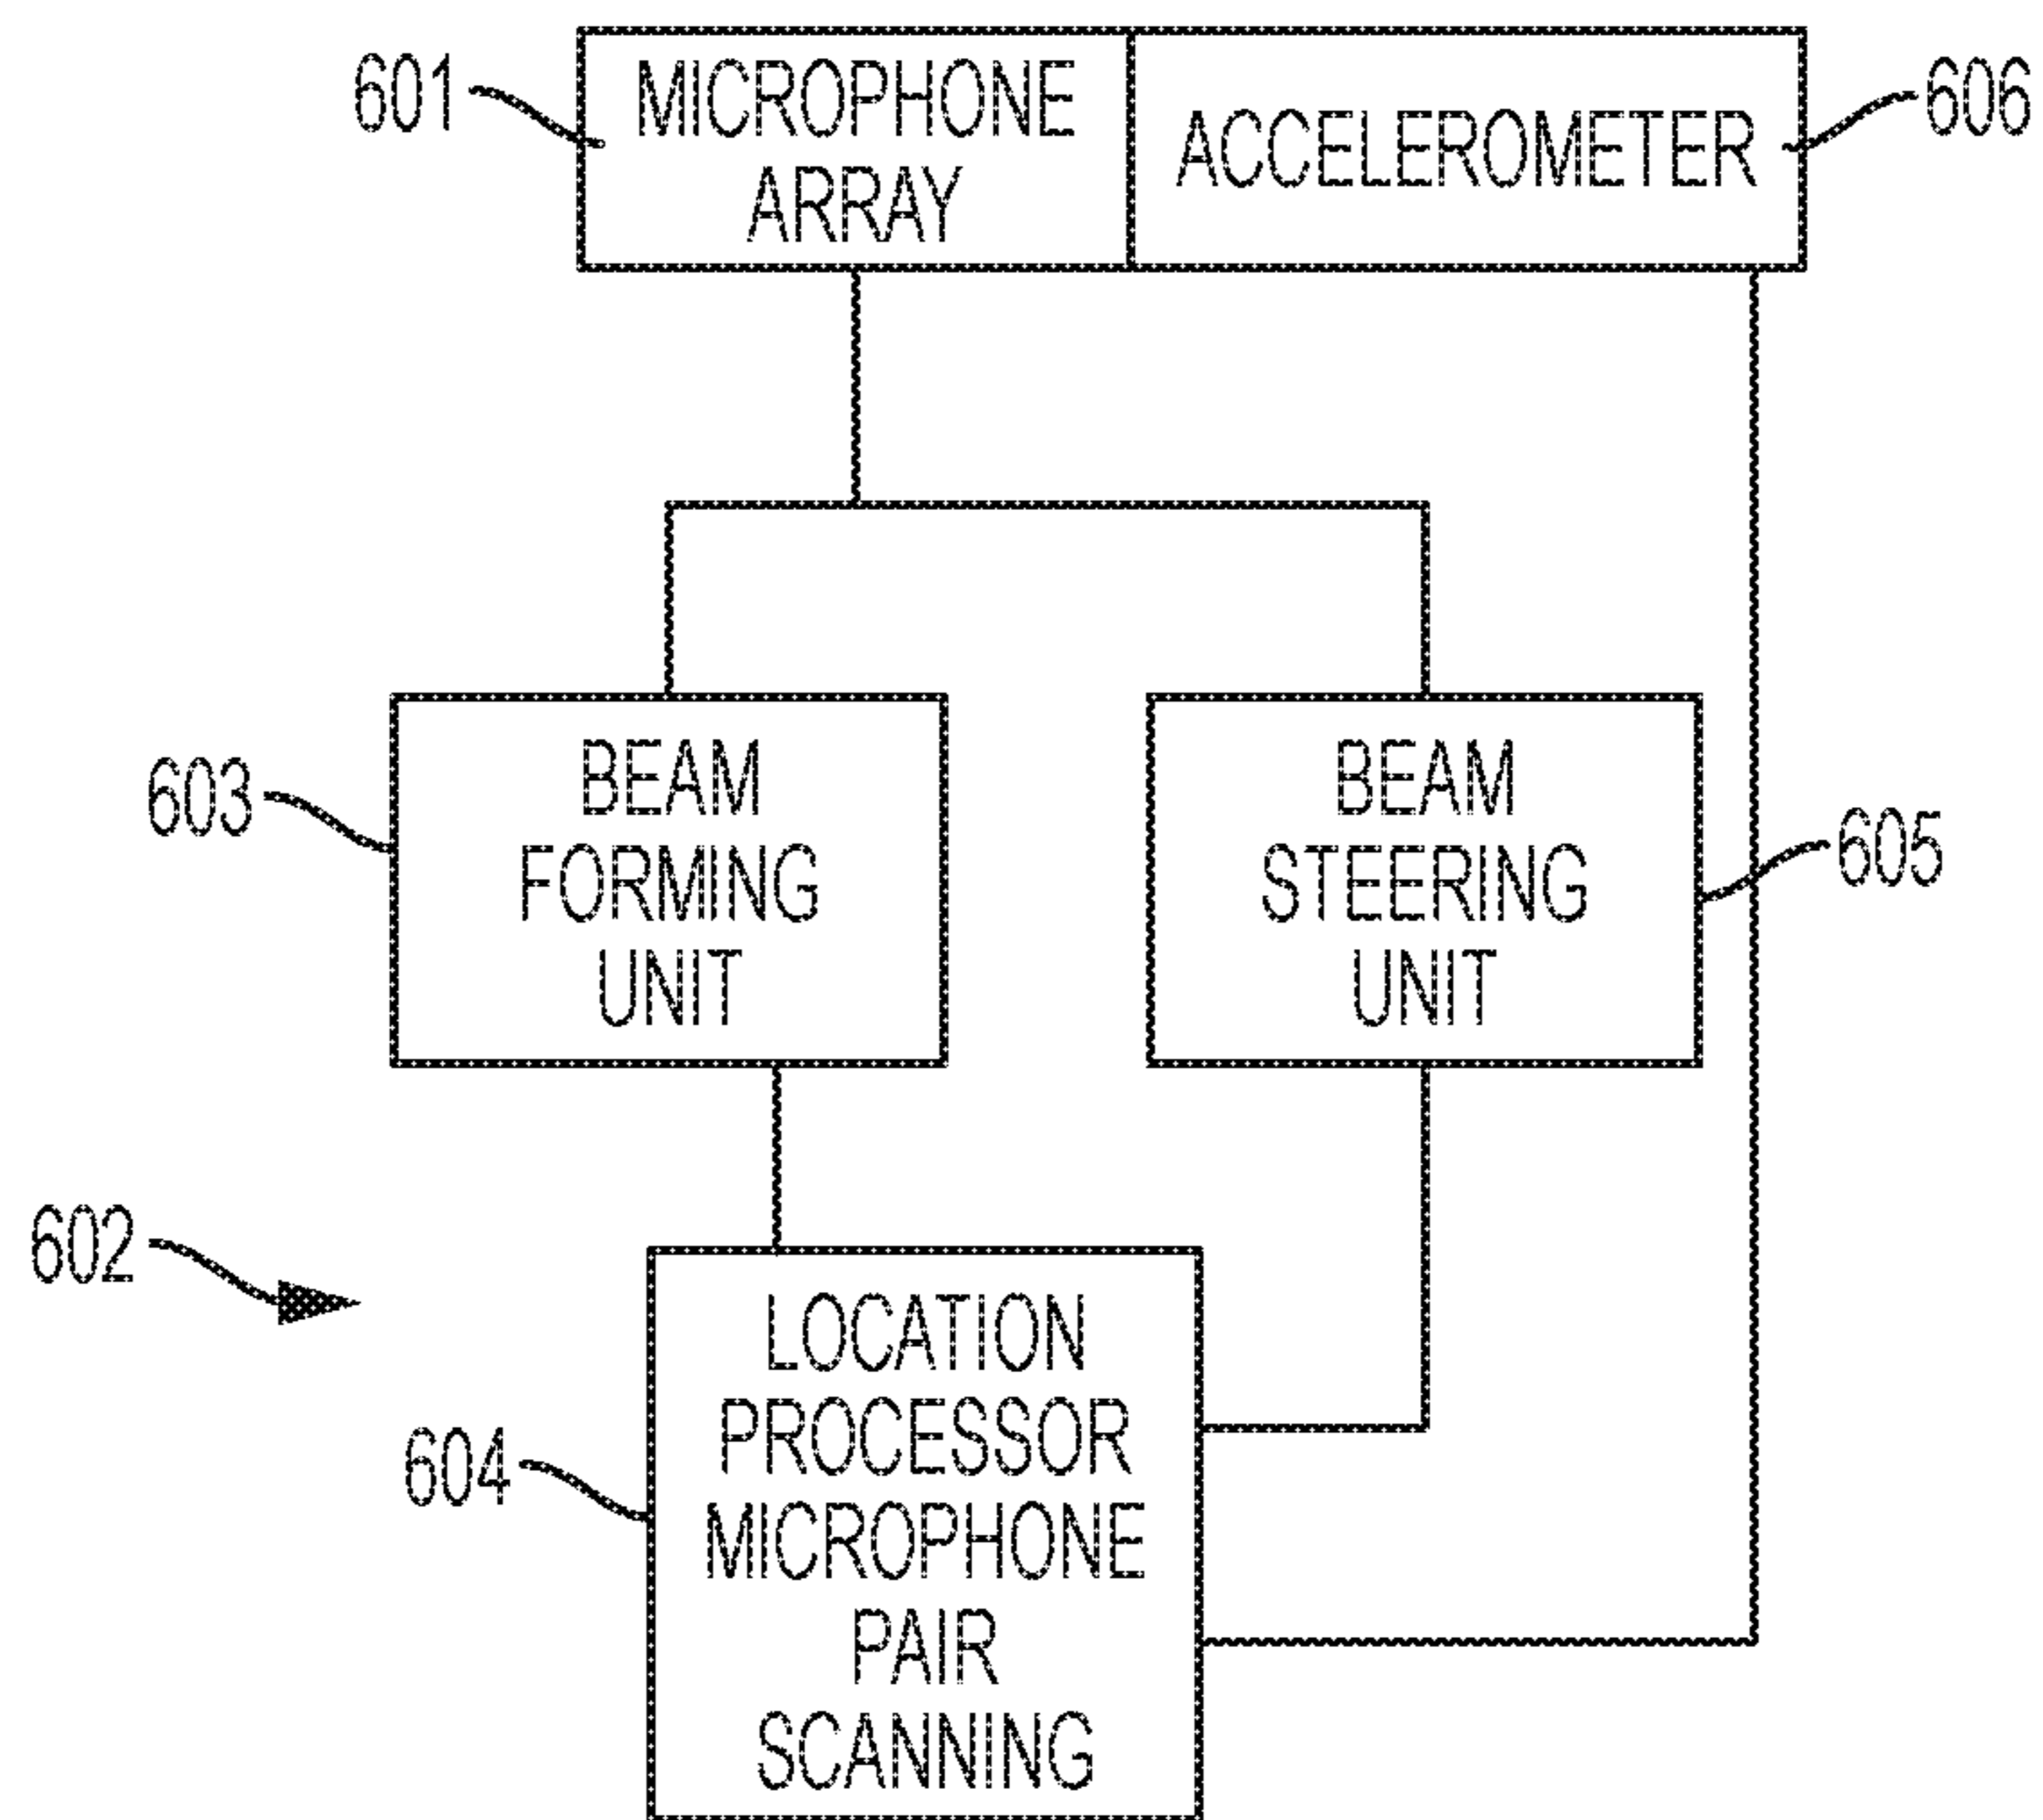 601
MICROPHONE
ARRAY
ACCELEROMETER
606
603
BEAM
FORMING
UNIT
BEAM
STEERING
UNIT
605
602
604
LOCATION
PROCESSOR
MICROPHONE
PAIR
SCANNING